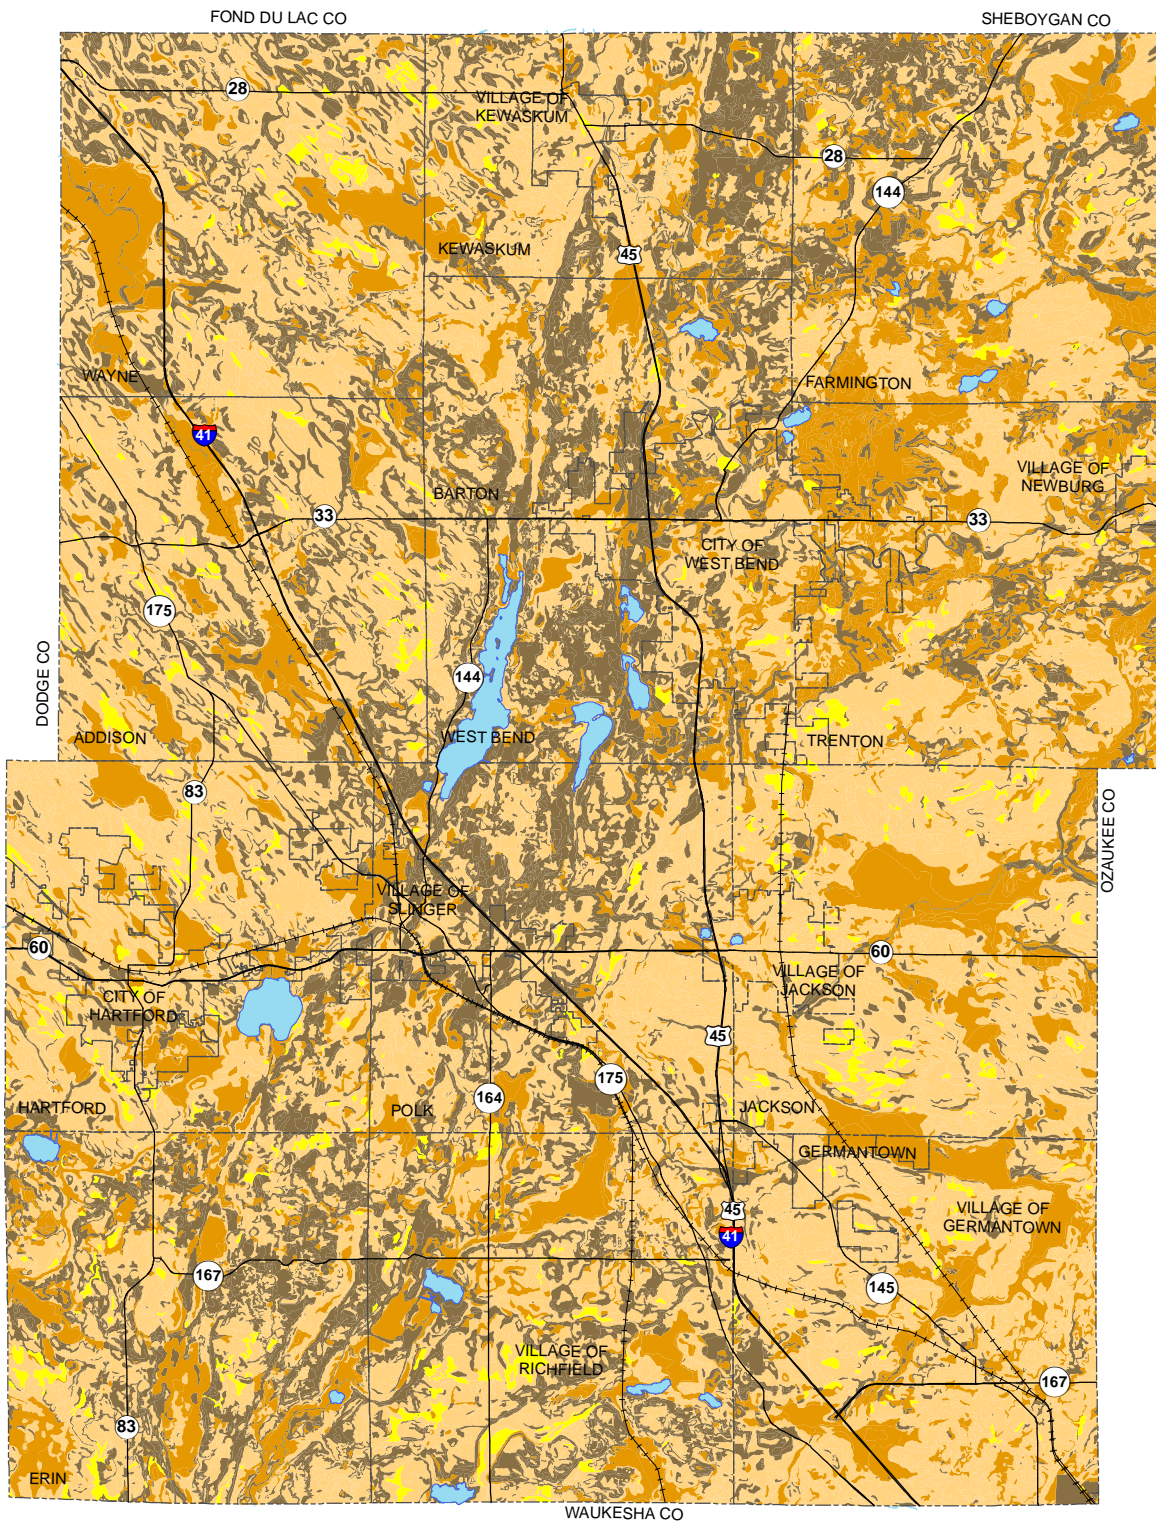 FOND DU LAC CO
SHEBOYGAN CO
28
VILLAGE OF
KEWASKUM
28
144
KEWASKUM
45
WAYNE
FARMINGTON
41
VILLAGE OF
NEWBURG
BARTON
33
33
CITY OF
WEST BEND
175
144
DODGE CO
ADDISON
WEST BEND
TRENTON
83
OZAUKEE CO
VILLAGE OF
SLINGER
60
60
VILLAGE OF
JACKSON
CITY OF
HARTFORD
45
175
164
HARTFORD
POLK
JACKSON
GERMANTOWN
45
VILLAGE OF
GERMANTOWN
41
167
145
VILLAGE OF
RICHFIELD
167
83
ERIN
WAUKESHA CO